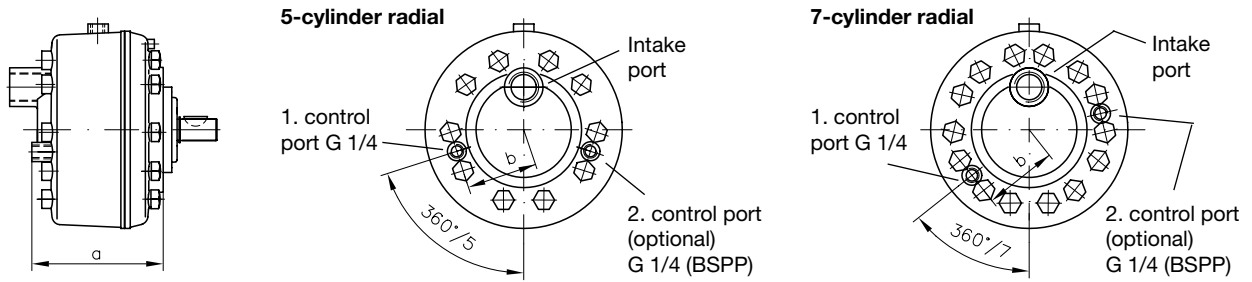 5-cylinder radial
Intake
port
1. control
port G 1/4
b
360°/5
2. control port
(optional)
G 1/4 (BSPP)
a
7-cylinder radial
Intake
port
1. control
port G 1/4
b
360°/7
2. control port
(optional)
G 1/4 (BSPP)